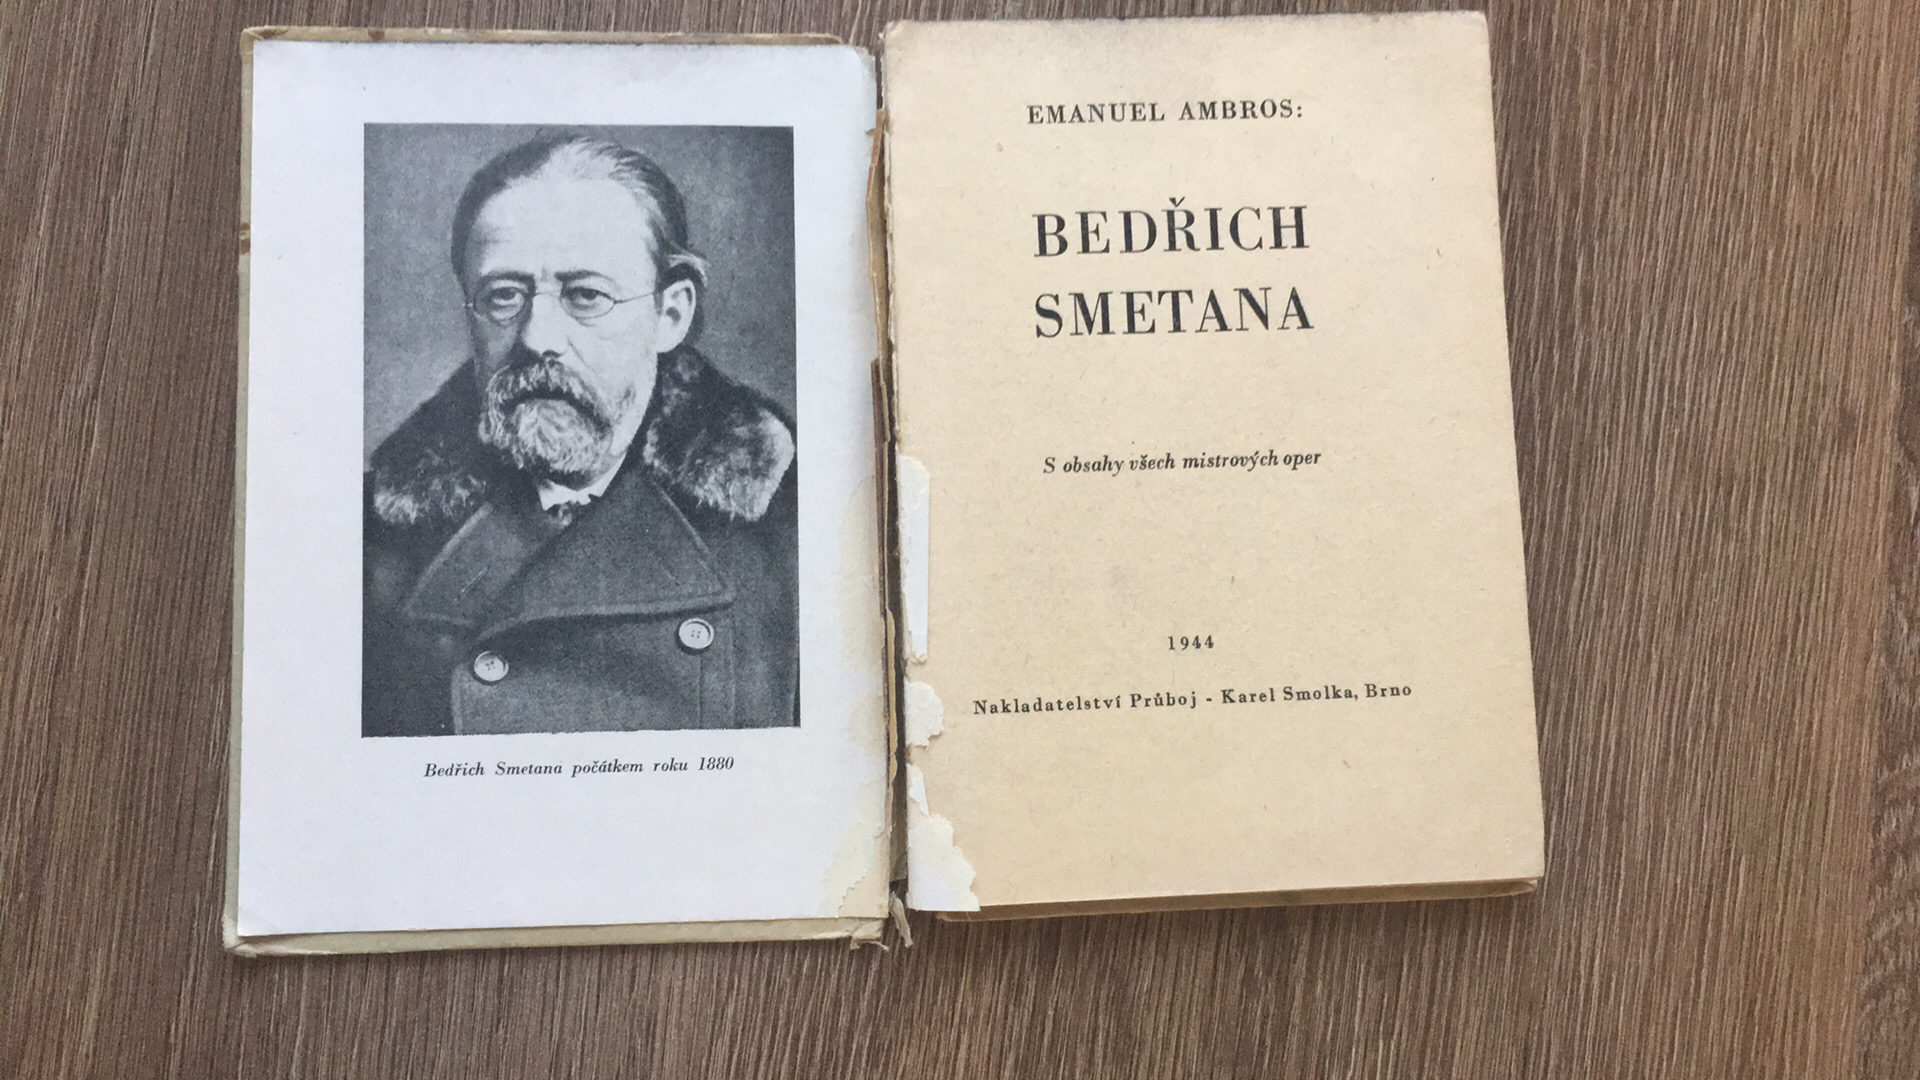 Bedřich Smetana počátkem roku 1880
EMANUEL AMBROS:
BEDŘICH
SMETANA
S obsahy všech mistrových oper
1944
Nakladatelství Průboj - Karel Smolka, Brno